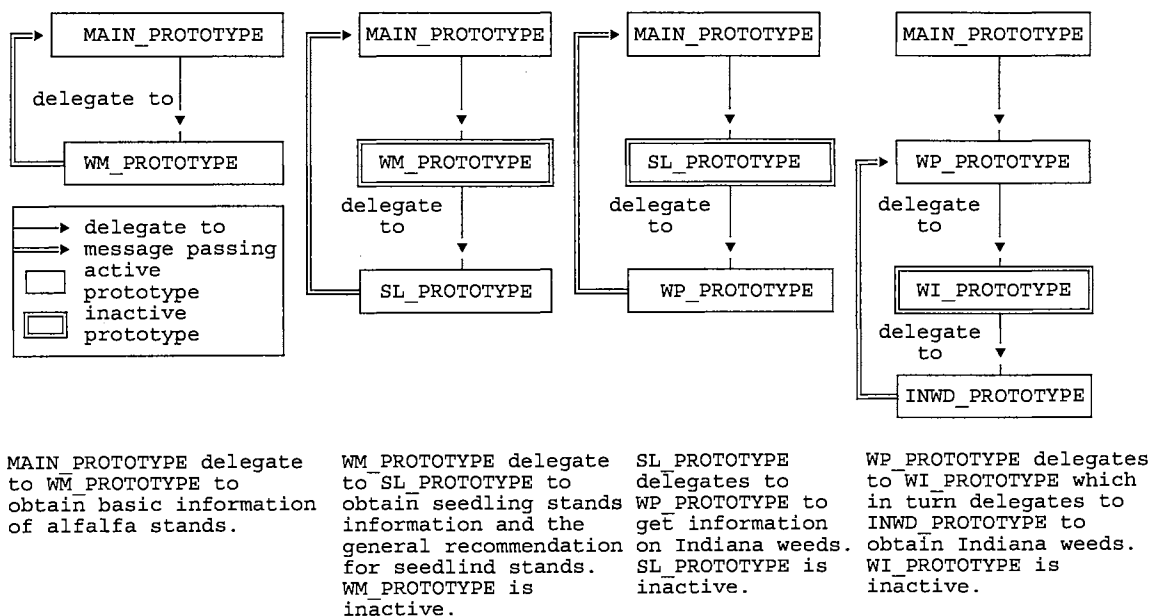 MAIN_PROTOTYPE
delegate to
WM_PROTOTYPE
delegate to
message passing
active
prototype
inactive
prototype
MAIN_PROTOTYPE
WM_PROTOTYPE
delegate
to
SL_PROTOTYPE
MAIN_PROTOTYPE
SL_PROTOTYPE
delegate
to
WP_PROTOTYPE
MAIN_PROTOTYPE
WP_PROTOTYPE
delegate
to
WI_PROTOTYPE
delegate
to
INWD_PROTOTYPE
MAIN_PROTOTYPE delegate
to WM_PROTOTYPE to
obtain basic information
of alfalfa stands.
WM_PROTOTYPE delegate
to SL_PROTOTYPE to
obtain seedling stands
information and the
general recommendation
for seedlind stands.
WM_PROTOTYPE is
inactive.
SL_PROTOTYPE
delegates to
WP_PROTOTYPE to
get information
on Indiana weeds.
SL_PROTOTYPE is
inactive.
WP_PROTOTYPE delegates
to WI_PROTOTYPE which
in turn delegates to
INWD_PROTOTYPE to
obtain Indiana weeds.
WI_PROTOTYPE is
inactive.